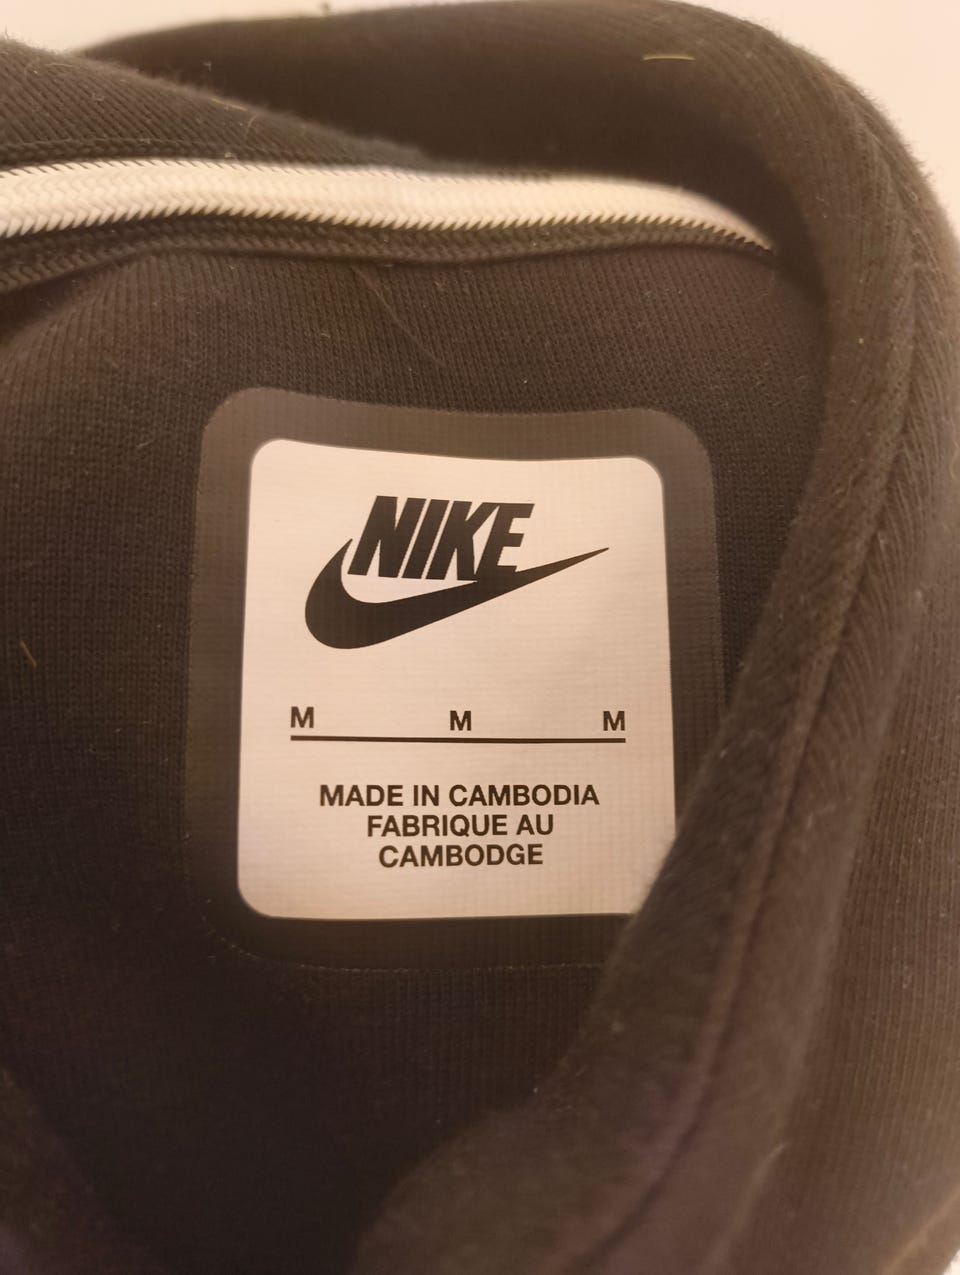 NIKE
M M M
MADE IN CAMBODIA
FABRIQUE AU
CAMBODGE